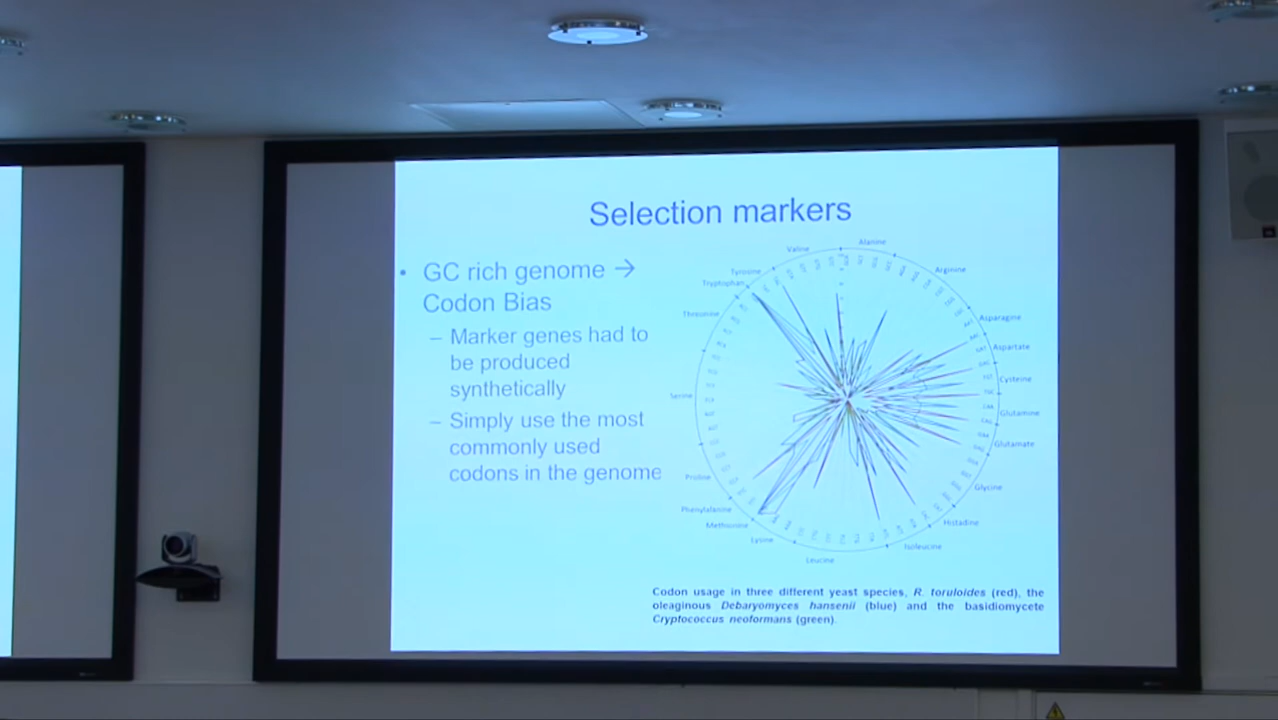 Selection markers
• GC rich genome →
Codon Bias
– Marker genes had to
be produced
synthetically
– Simply use the most
commonly used
codons in the genome
Alanine
Arginine
Asparagine
Aspartate
Cysteine
Glutamine
Glutamate
Glycine
Histadine
Isoleucine
Leucine
Lysine
Methionine
Phenylalanine
Proline
Serine
Threonine
Tryptophan
Tyrosine
Valine
Codon usage in three different yeast species, R. toruloides (red), the
oleaginous Debaryomyces hansenii (blue) and the basidiomycete
Cryptococcus neoformans (green).